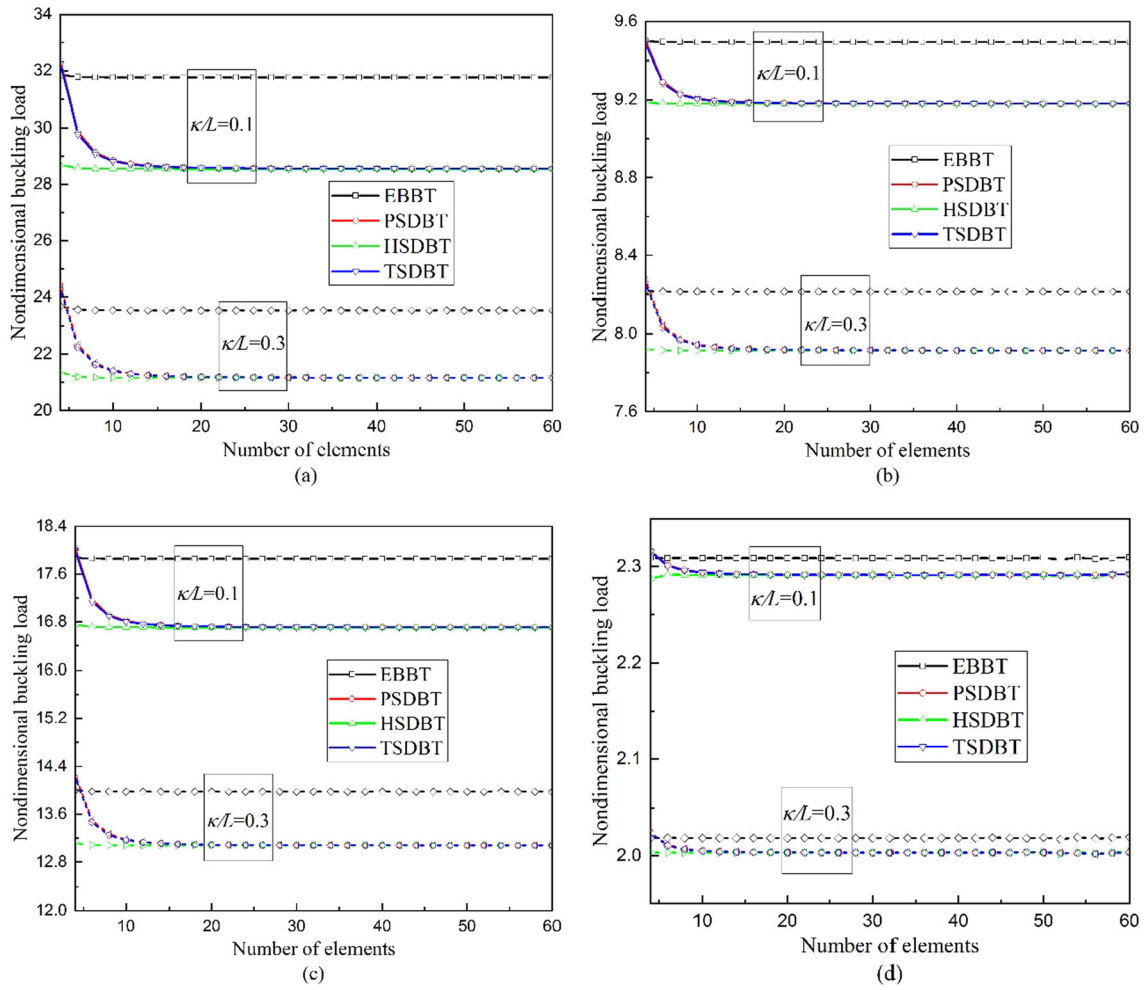 34
32
30
28
26
24
22
20
Nondimensional buckling load
κ/L=0.1
EBBT
PSDBT
HSDBT
TSDBT
κ/L=0.3
10 20 30 40 50 60
Number of elements
(a)
9.6
9.2
8.8
8.4
8.0
7.6
Nondimensional buckling load
κ/L=0.1
EBBT
PSDBT
HSDBT
TSDBT
κ/L=0.3
10 20 30 40 50 60
Number of elements
(b)
18.4
17.6
16.8
16.0
15.2
14.4
13.6
12.8
12.0
Nondimensional buckling load
κ/L=0.1
EBBT
PSDBT
HSDBT
TSDBT
κ/L=0.3
10 20 30 40 50 60
Number of elements
(c)
2.3
2.2
2.1
2.0
Nondimensional buckling load
κ/L=0.1
EBBT
PSDBT
HSDBT
TSDBT
κ/L=0.3
10 20 30 40 50 60
Number of elements
(d)